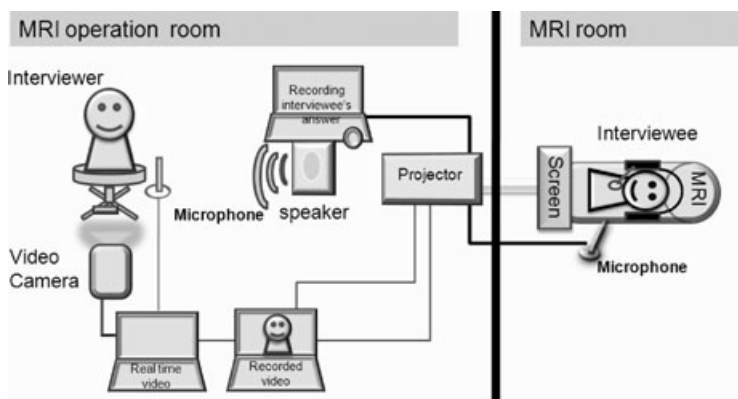 MRI operation room
MRI room
Interviewer
Recording
interviewee's
answer
Interviewee
Projector
Screen
MRI
Microphone
speaker
Video
Camera
Microphone
Real time
video
Recorded
video